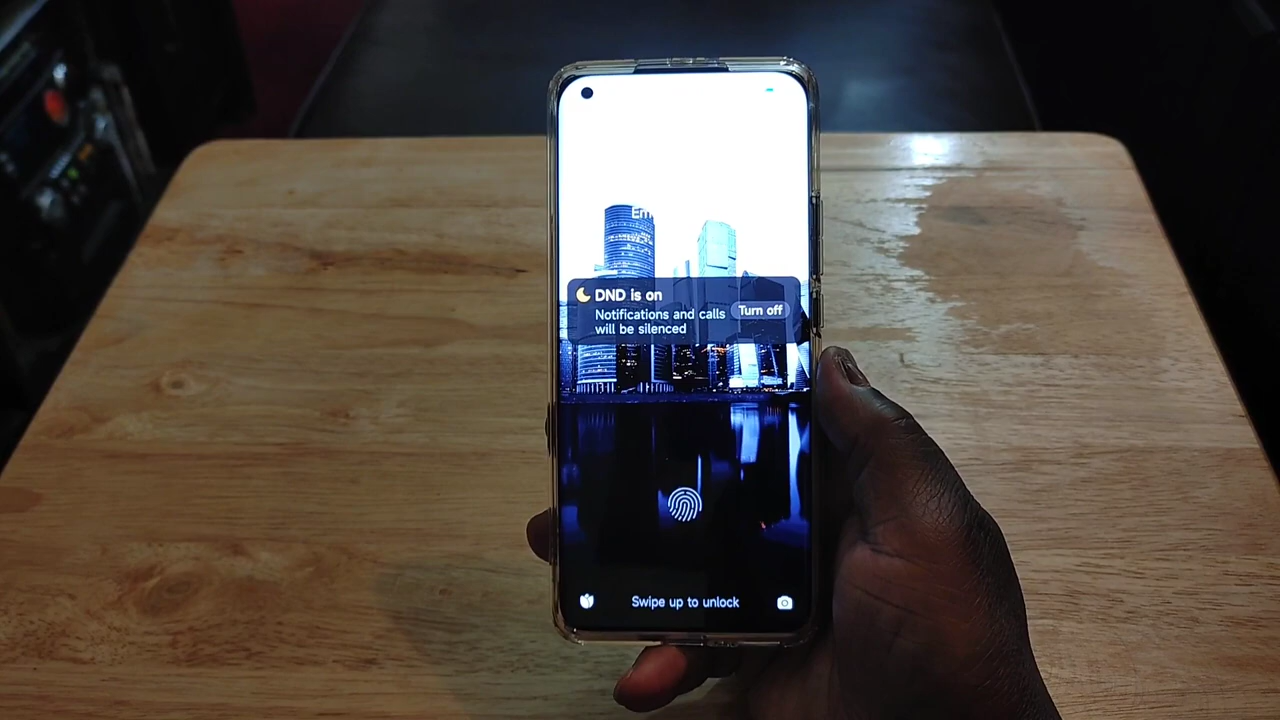 DND is on
Notifications and calls
will be silenced
Turn off
Swipe up to unlock